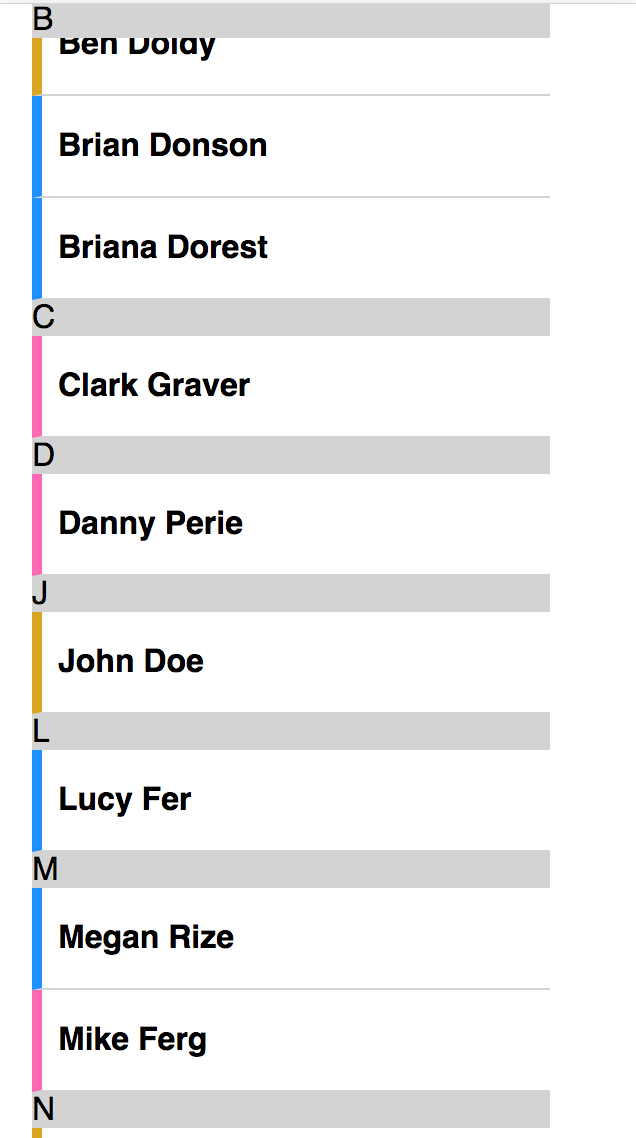 B
Ben Doldy
Brian Donson
Briana Dorest
C
Clark Graver
D
Danny Perie
J
John Doe
L
Lucy Fer
M
Megan Rize
Mike Ferg
N